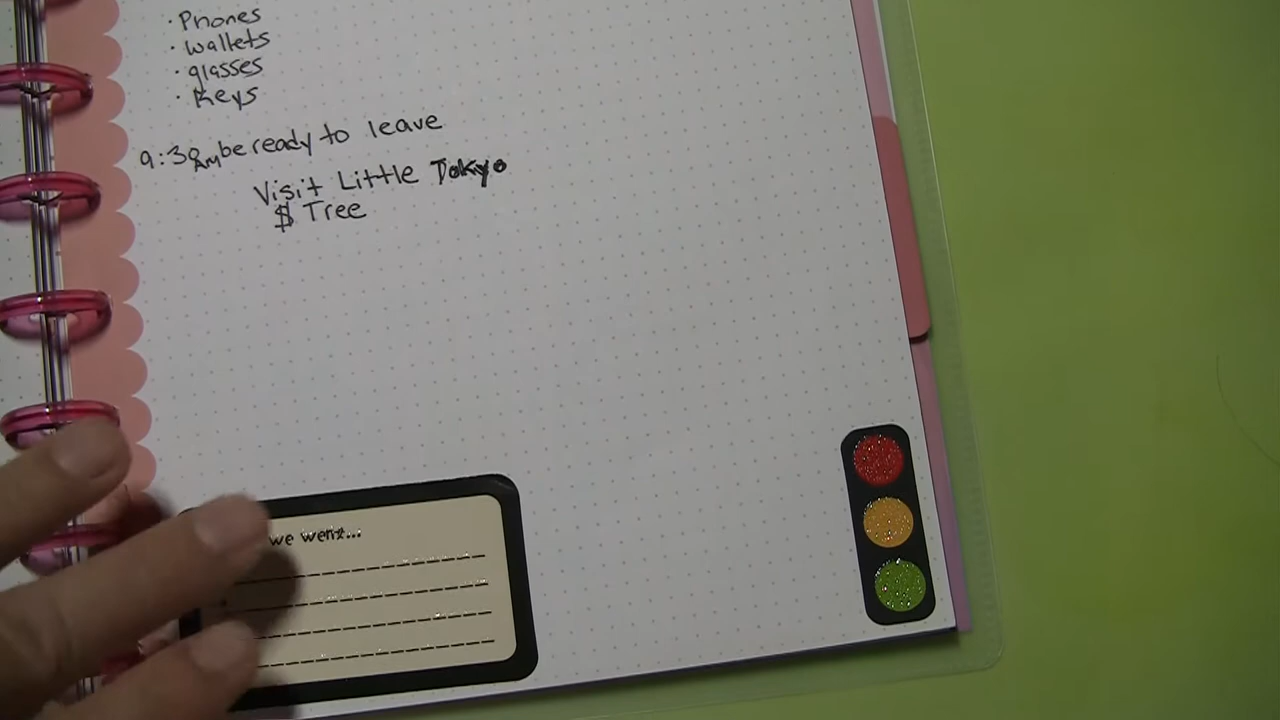 · Phones
· wallets
· glasses
· Keys
9:30AM be ready to leave
Visit Little Tokyo
$ Tree
we went...